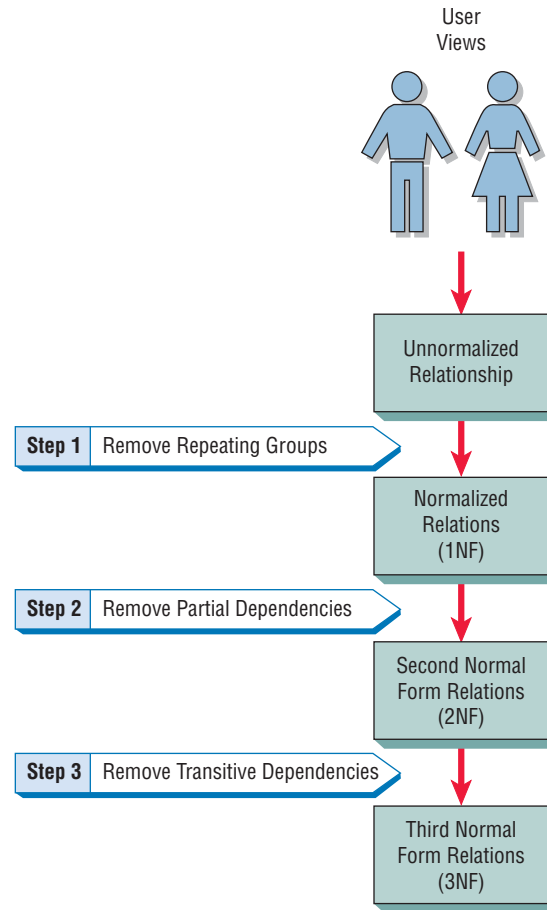 User
Views
Unnormalized
Relationship
Step 1 Remove Repeating Groups
Normalized
Relations
(1NF)
Step 2 Remove Partial Dependencies
Second Normal
Form Relations
(2NF)
Step 3 Remove Transitive Dependencies
Third Normal
Form Relations
(3NF)